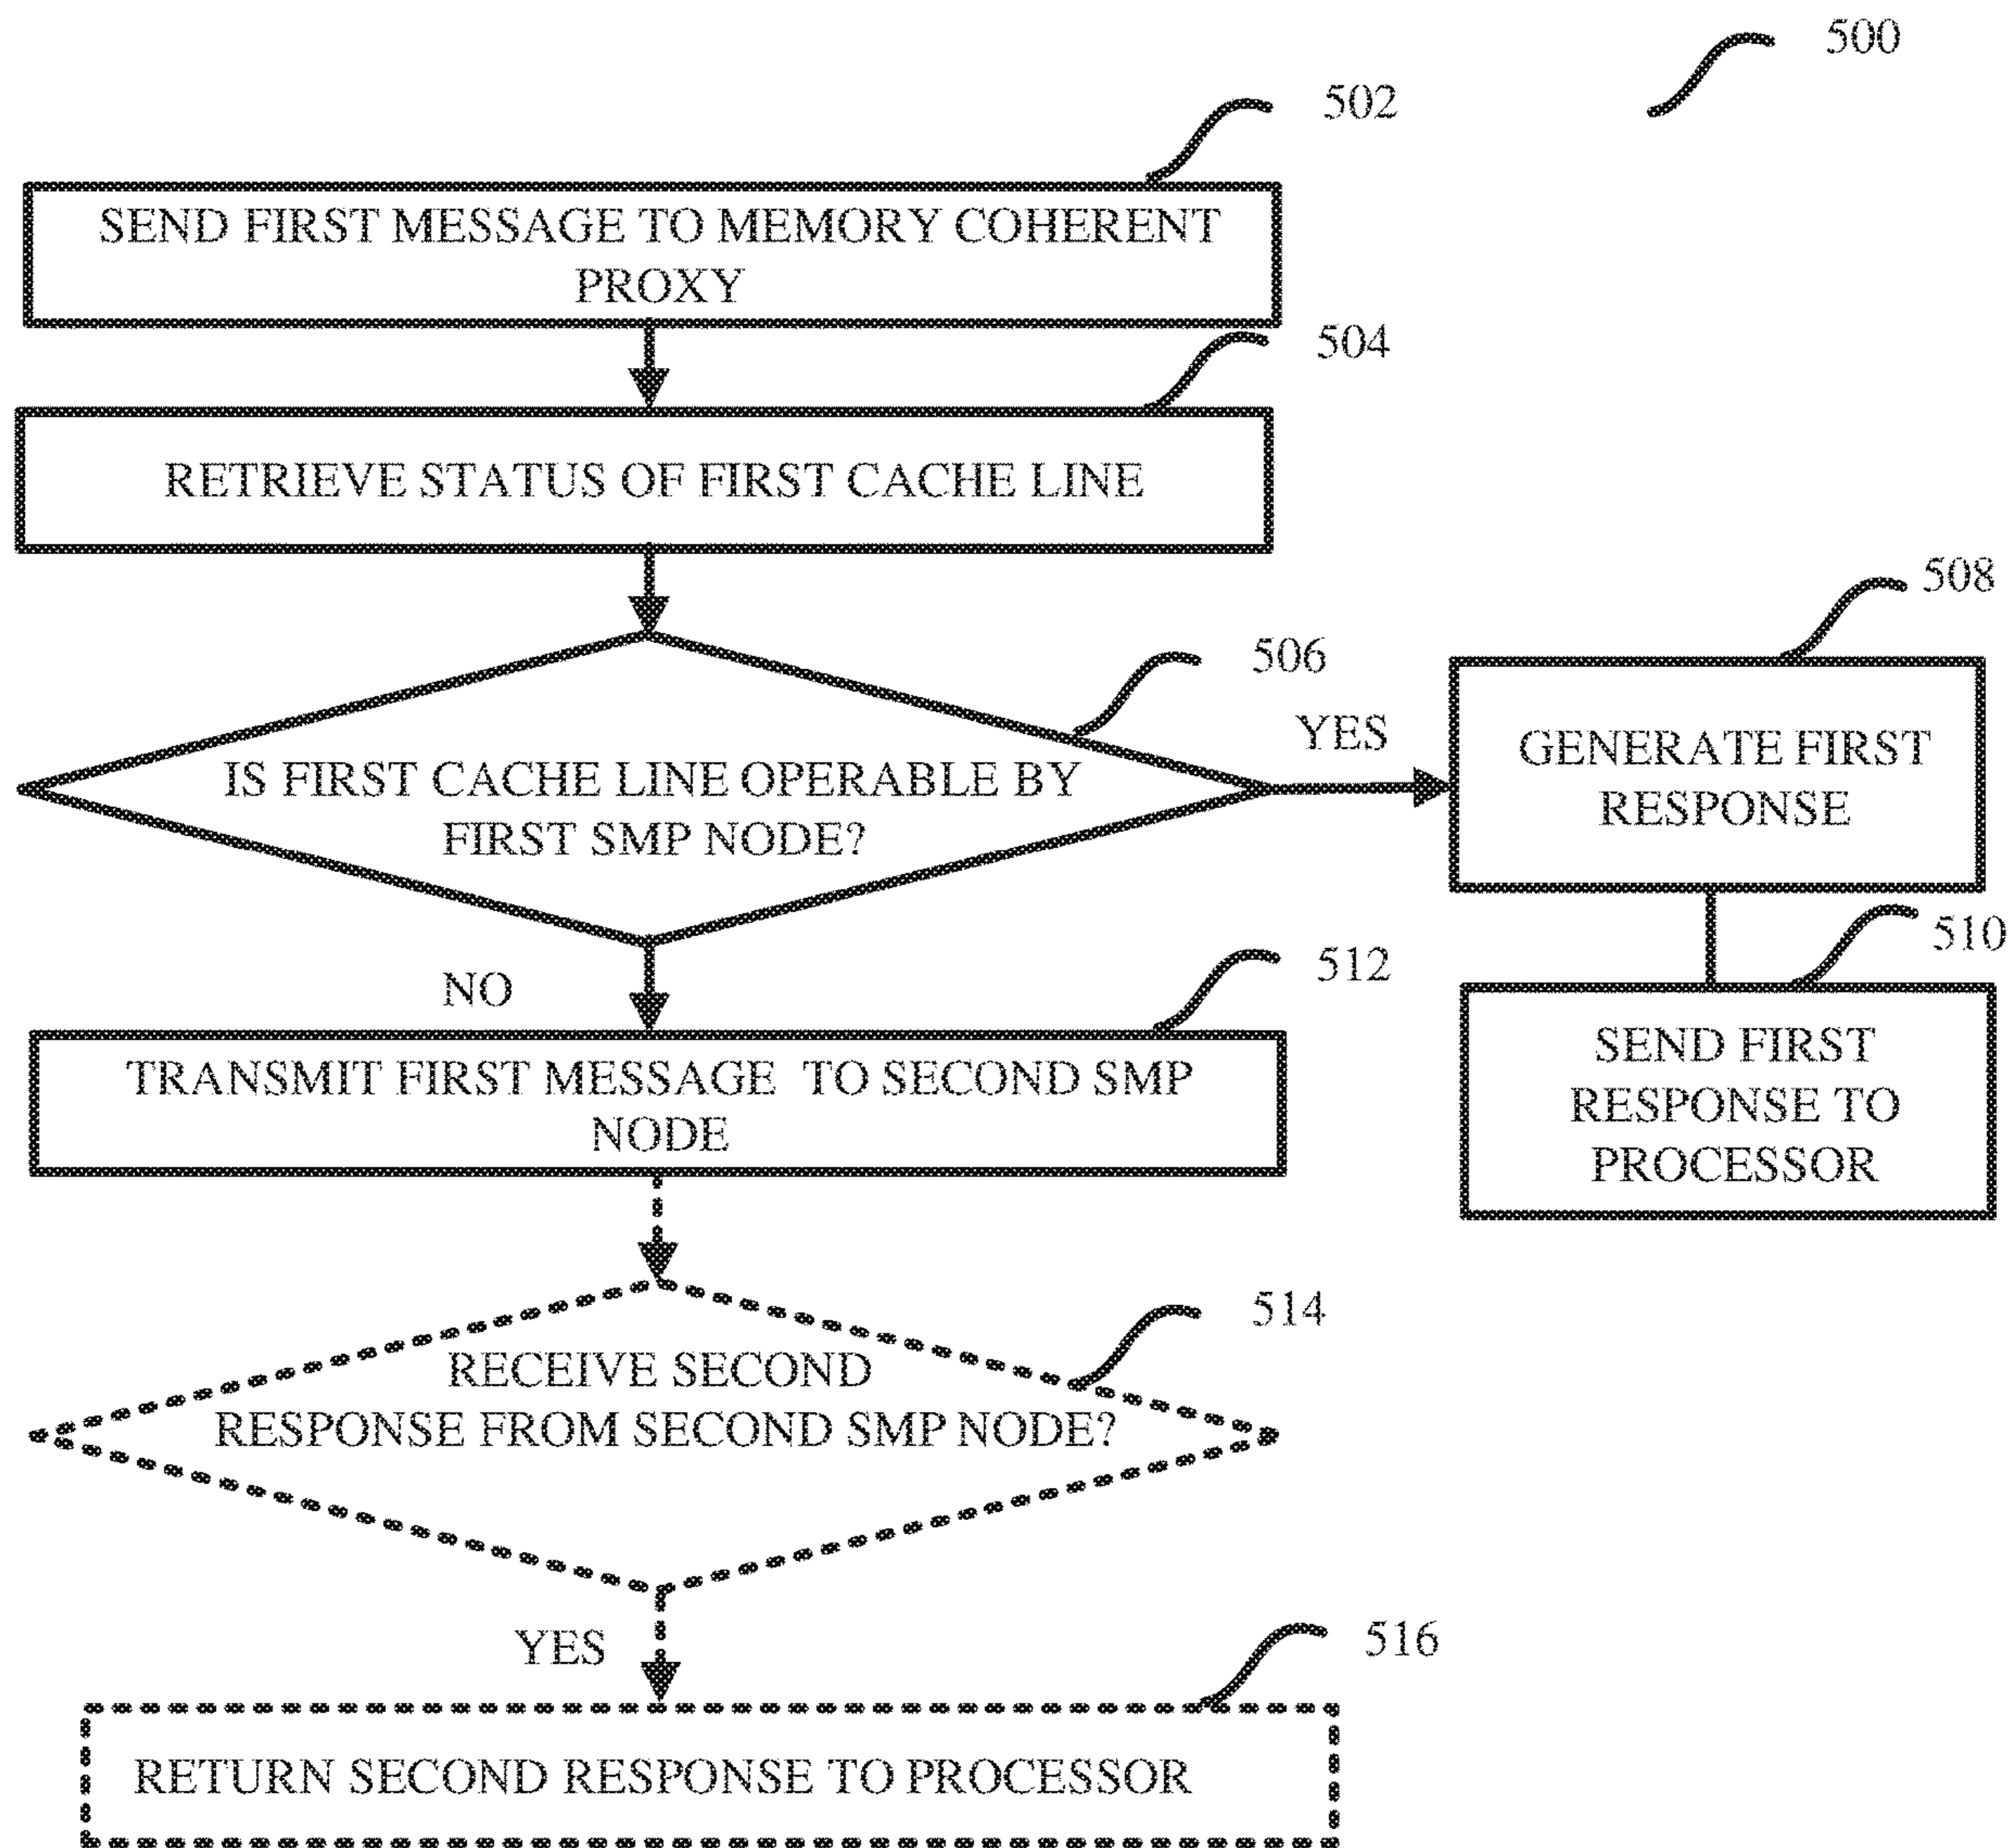 500
502
SEND FIRST MESSAGE TO MEMORY COHERENT
PROXY
504
RETRIEVE STATUS OF FIRST CACHE LINE
506
IS FIRST CACHE LINE OPERABLE BY
FIRST SMP NODE?
YES
508
GENERATE FIRST
RESPONSE
510
SEND FIRST
RESPONSE TO
PROCESSOR
NO
512
TRANSMIT FIRST MESSAGE TO SECOND SMP
NODE
514
RECEIVE SECOND
RESPONSE FROM SECOND SMP NODE?
YES
516
RETURN SECOND RESPONSE TO PROCESSOR